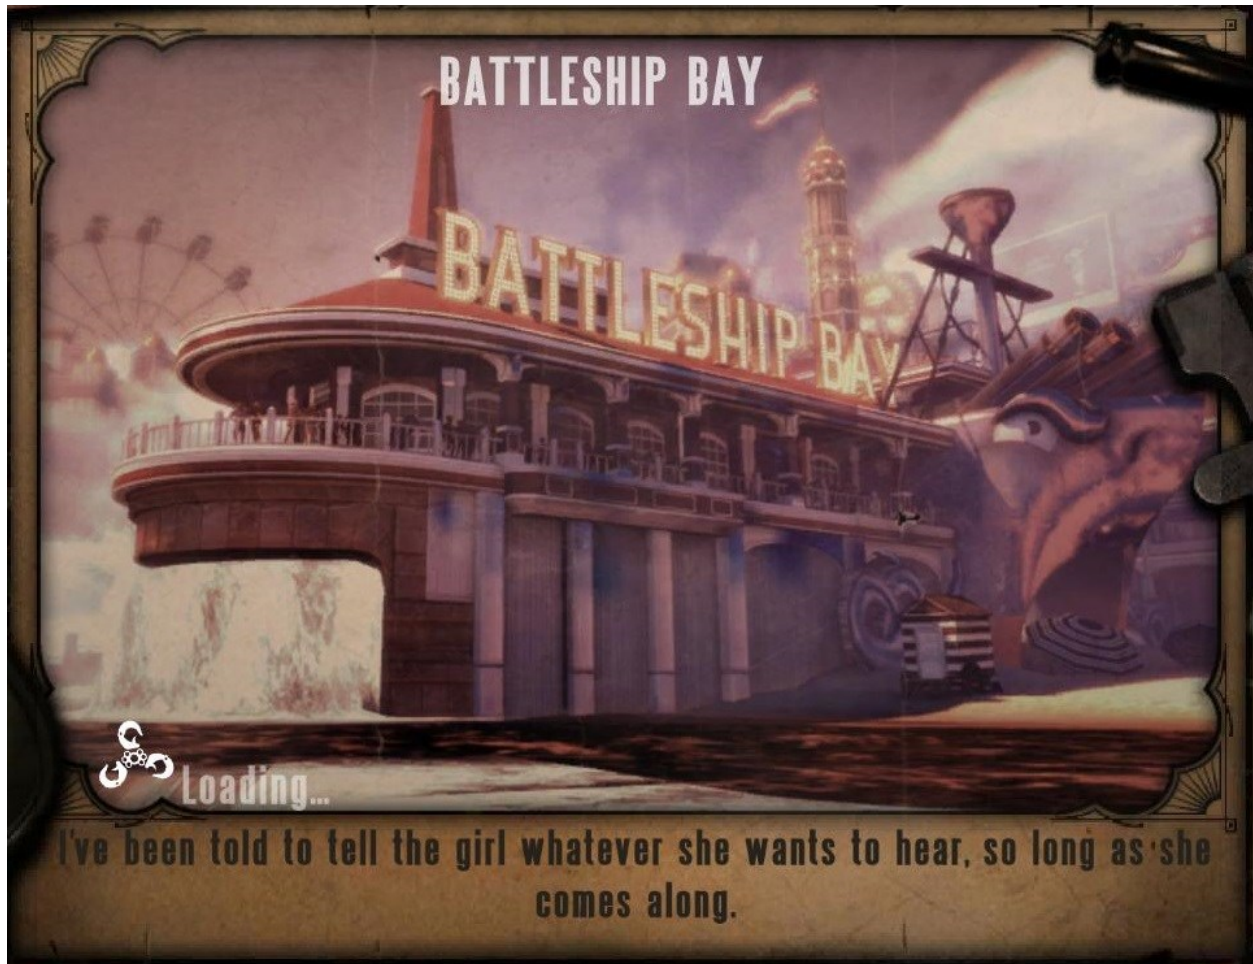 BATTLESHIP BAY
BATTLESHIP BAY
Loading...
I've been told to tell the girl whatever she wants to hear, so long as she
comes along.